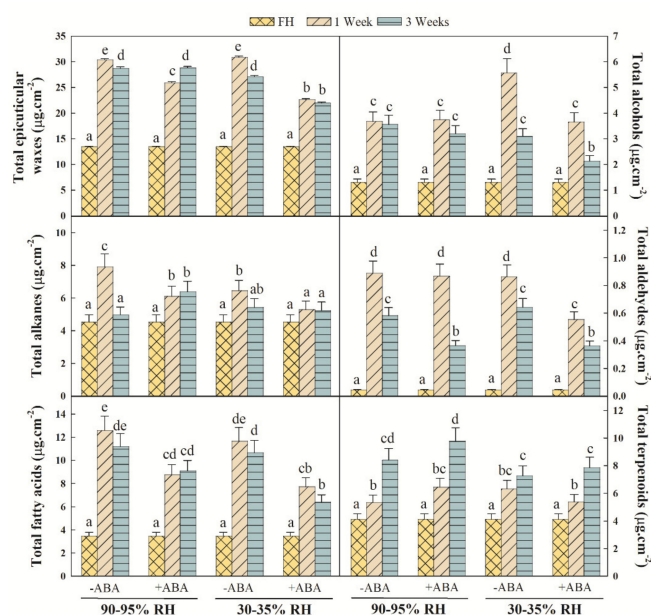 FH 1 Week 3 Weeks
Total epicuticular
waxes (µg.cm-2)
35
30
25
20
15
10
5
0
a e d a c d a e d a b b
Total alcohols
(µg.cm-2)
7
6
5
4
3
2
1
0
a c c a c c a d c a c b
Total alkanes (µg.cm-2)
10
8
6
4
2
0
a c a a b b a b ab a a a
Total aldehydes
(µg.cm-2)
1.0
0.8
0.6
0.4
0.2
0.0
a d c a d b a d c a c b
Total fatty acids (µg.cm-2)
14
12
10
8
6
4
2
0
a e de a cd cd a de d a cb b
Total terpenoids
(µg.cm-2)
12
10
8
6
4
2
0
a b cd a bc d a bc c a b c
-ABA +ABA -ABA +ABA -ABA +ABA -ABA +ABA
90-95% RH 30-35% RH 90-95% RH 30-35% RH